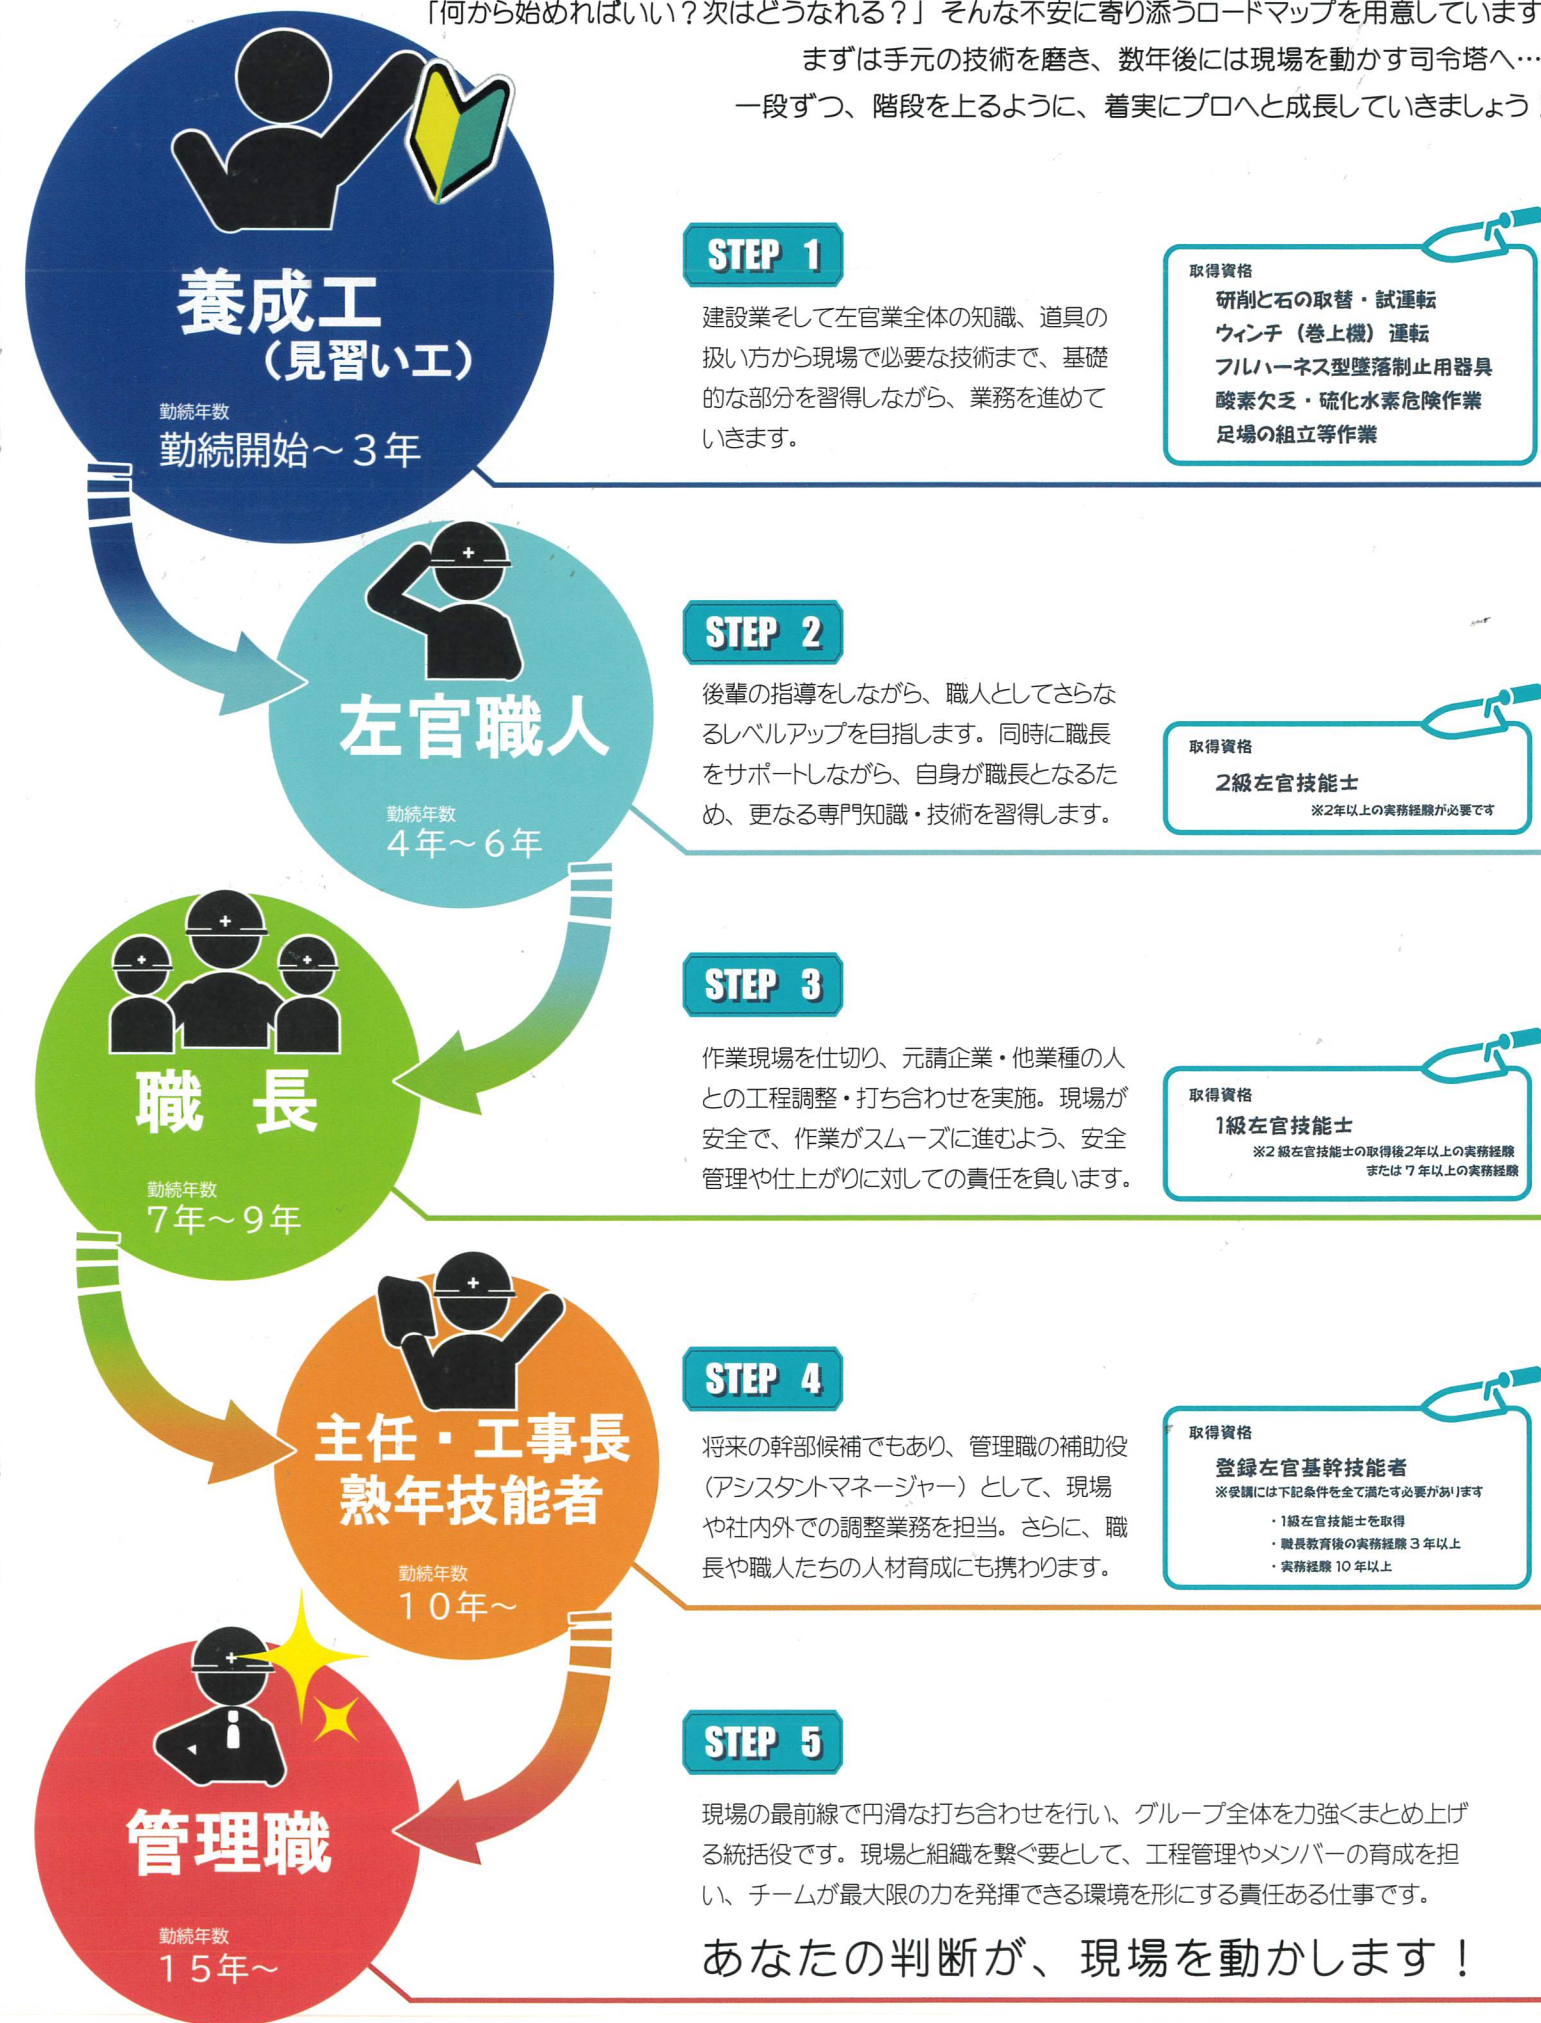 「何から始めればいい？次はどうなれる？」そんな不安に寄り添うロードマップを用意しています
まずは手元の技術を磨き、数年後には現場を動かす司令塔へ…
一段ずつ、階段を上るように、着実にプロへと成長していきましょう
養成工
（見習い工）
勤続年数
勤続開始～３年
STEP 1
建設業そして左官業全体の知識、道具の
扱い方から現場で必要な技術まで、基礎
的な部分を習得しながら、業務を進めて
いきます。
取得資格
研削と石の取替・試運転
ウィンチ（巻上機）運転
フルハーネス型墜落制止用器具
酸素欠乏・硫化水素危険作業
足場の組立等作業
左官職人
勤続年数
４年～６年
STEP 2
後輩の指導をしながら、職人としてさらな
るレベルアップを目指します。同時に職長
をサポートしながら、自身が職長となるた
め、更なる専門知識・技術を習得します。
取得資格
2級左官技能士
※2年以上の実務経験が必要です
職 長
勤続年数
７年～９年
STEP 3
作業現場を仕切り、元請企業・他業種の人
との工程調整・打ち合わせを実施。現場が
安全で、作業がスムーズに進むよう、安全
管理や仕上がりに対しての責任を負います。
取得資格
1級左官技能士
※2 級左官技能士の取得後2年以上の実務経験
または 7 年以上の実務経験
主任・工事長
熟年技能者
勤続年数
１０年～
STEP 4
将来の幹部候補でもあり、管理職の補助役
（アシスタントマネージャー）として、現場
や社内外での調整業務を担当。さらに、職
長や職人たちの人材育成にも携わります。
取得資格
登録左官基幹技能者
※受講には下記条件を全て満たす必要があります
・1級左官技能士を取得
・職長教育後の実務経験 3 年以上
・実務経験 10 年以上
管理職
勤続年数
１５年～
STEP 5
現場の最前線で円滑な打ち合わせを行い、グループ全体を力強くまとめ上げ
る統括役です。現場と組織を繋ぐ要として、工程管理やメンバーの育成を担
い、チームが最大限の力を発揮できる環境を形にする責任ある仕事です。
あなたの判断が、現場を動かします！